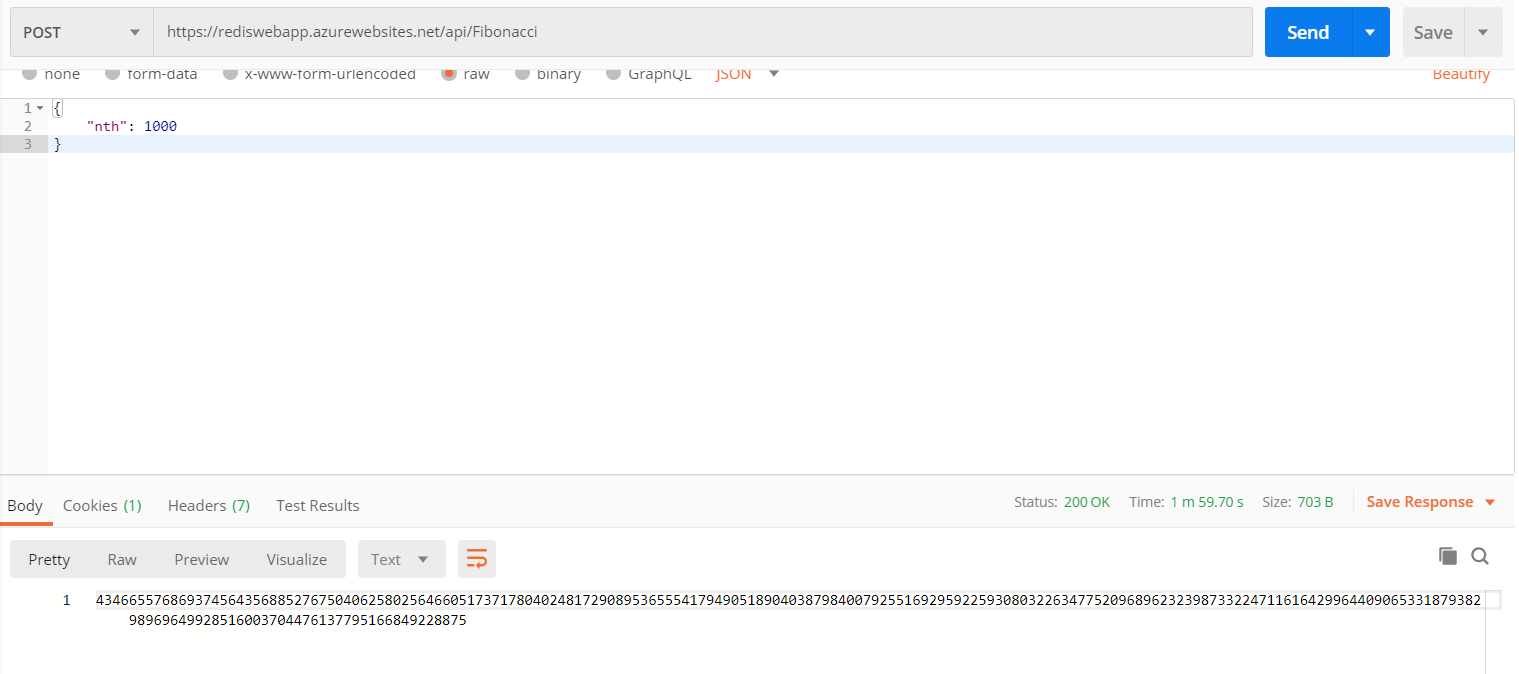 POST https://rediswebapp.azurewebsites.net/api/Fibonacci Send Save
none form-data x-www-form-urlencoded raw binary GraphQL JSON Beautify
1 {
2 "nth": 1000
3 }
Body Cookies (1) Headers (7) Test Results Status: 200 OK Time: 1 m 59.70 s Size: 703 B Save Response
Pretty Raw Preview Visualize Text
1 43466557686937456435688527675040625802564660517371780402481729089536555417949051890403879840079255169295922593080322634775209689623239873322471161642996440906533187938298969649928516003704476137795166849228875